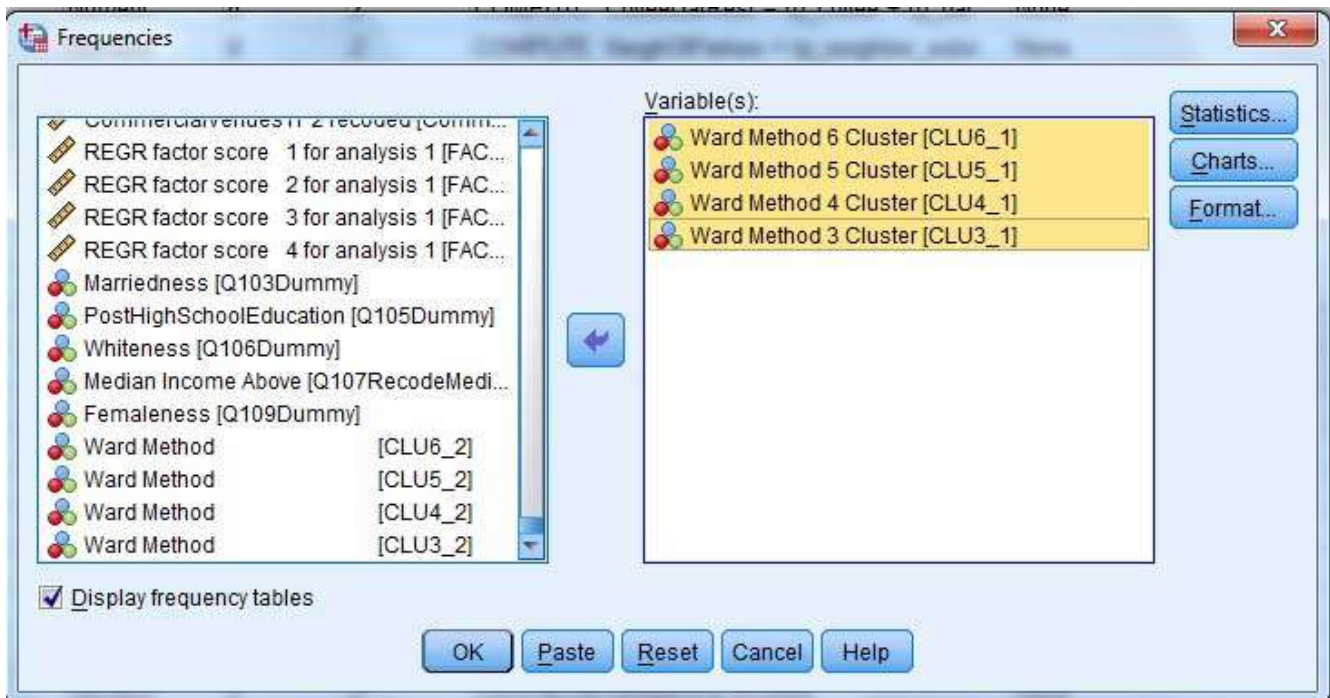 Frequencies
REGR factor score 1 for analysis 1 [FAC...
REGR factor score 2 for analysis 1 [FAC...
REGR factor score 3 for analysis 1 [FAC...
REGR factor score 4 for analysis 1 [FAC...
Marriedness [Q103Dummy]
PostHighSchoolEducation [Q105Dummy]
Whiteness [Q106Dummy]
Median Income Above [Q107RecodeMedi...
Femaleness [Q109Dummy]
Ward Method [CLU6_2]
Ward Method [CLU5_2]
Ward Method [CLU4_2]
Ward Method [CLU3_2]
Display frequency tables
Variable(s):
Ward Method 6 Cluster [CLU6_1]
Ward Method 5 Cluster [CLU5_1]
Ward Method 4 Cluster [CLU4_1]
Ward Method 3 Cluster [CLU3_1]
Statistics...
Charts...
Format...
OK Paste Reset Cancel Help